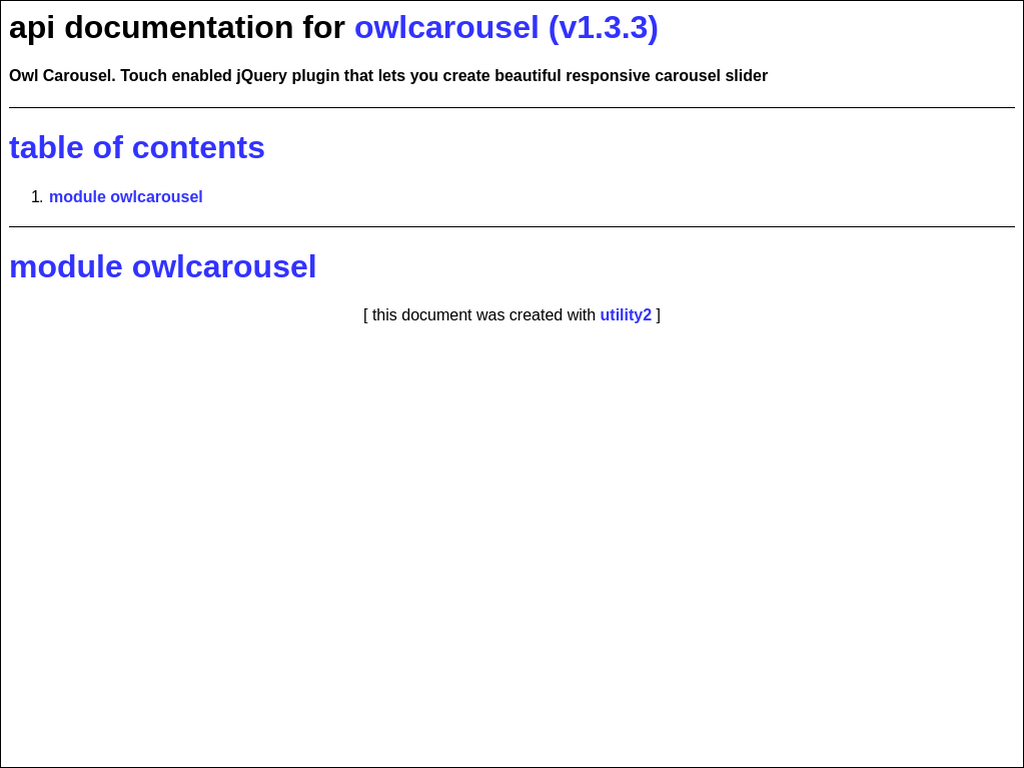 api documentation for owlcarousel (v1.3.3)
Owl Carousel. Touch enabled jQuery plugin that lets you create beautiful responsive carousel slider
table of contents
1. module owlcarousel
module owlcarousel
[ this document was created with utility2 ]